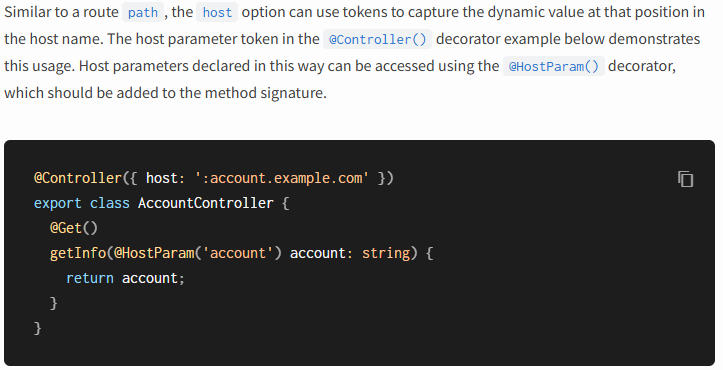 Similar to a route path , the host option can use tokens to capture the dynamic value at that position in
the host name. The host parameter token in the @Controller() decorator example below demonstrates
this usage. Host parameters declared in this way can be accessed using the @HostParam() decorator,
which should be added to the method signature.
@Controller({ host: ':account.example.com' })
export class AccountController {
  @Get()
  getInfo(@HostParam('account') account: string) {
    return account;
  }
}